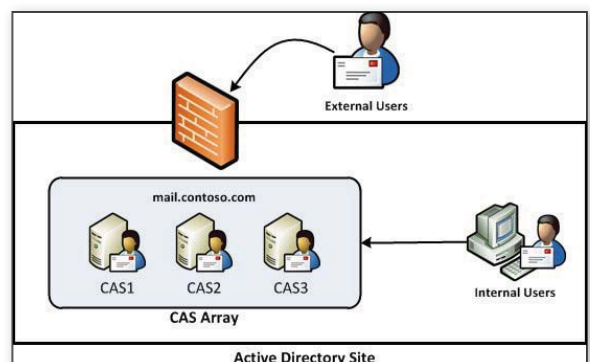 External Users
mail.contoso.com
CAS1
CAS2
CAS3
Internal Users
CAS Array
Active Directory Site